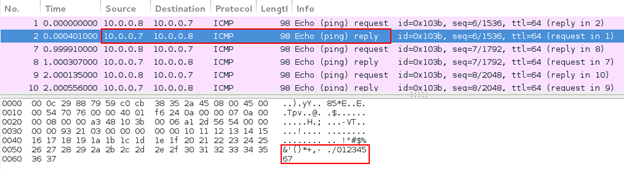 No. Time Source Destination Protocol Lengtl Info
1 0.000000000 10.0.0.8 10.0.0.7 ICMP 98 Echo (ping) request id=0x103b, seq=6/1536, ttl=64 (reply in 2)
2 0.000401000 10.0.0.7 10.0.0.8 ICMP 98 Echo (ping) reply id=0x103b, seq=6/1536, ttl=64 (request in 1)
7 0.999910000 10.0.0.8 10.0.0.7 ICMP 98 Echo (ping) request id=0x103b, seq=7/1792, ttl=64 (reply in 8)
8 1.000307000 10.0.0.7 10.0.0.8 ICMP 98 Echo (ping) reply id=0x103b, seq=7/1792, ttl=64 (request in 7)
9 2.000135000 10.0.0.8 10.0.0.7 ICMP 98 Echo (ping) request id=0x103b, seq=8/2048, ttl=64 (reply in 10)
10 2.000556000 10.0.0.7 10.0.0.8 ICMP 98 Echo (ping) reply id=0x103b, seq=8/2048, ttl=64 (request in 9)
0000 00 0c 29 88 79 59 c0 cb 38 35 2a 45 08 00 45 00 ..).yY.. 85*E..E.
0010 54 70 76 00 00 40 01 f6 24 0a 00 00 07 0a 00 .Tpv..@. .$......
0020 00 08 00 00 a3 48 10 3b 00 06 a1 2d 56 54 00 00 .....H.; ...-VT..
0030 00 00 93 21 03 00 00 00 00 00 10 11 12 13 14 15 ...!.... ........
0040 16 17 18 19 1a 1b 1c 1d 1e 1f 20 21 22 23 24 25 ........ .. !"#$%
0050 26 27 28 29 2a 2b 2c 2d 2e 2f 30 31 32 33 34 35 &'()*+,- ./012345
0060 36 37 67